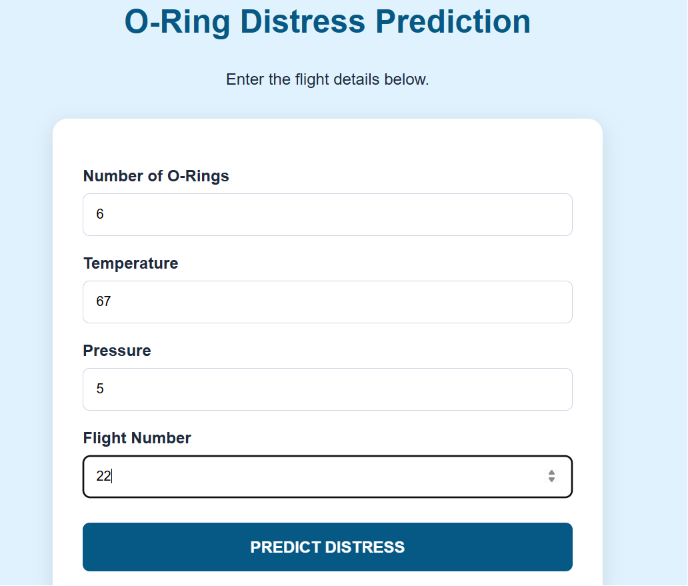 O-Ring Distress Prediction
Enter the flight details below.
Number of O-Rings
6
Temperature
67
Pressure
5
Flight Number
22
PREDICT DISTRESS